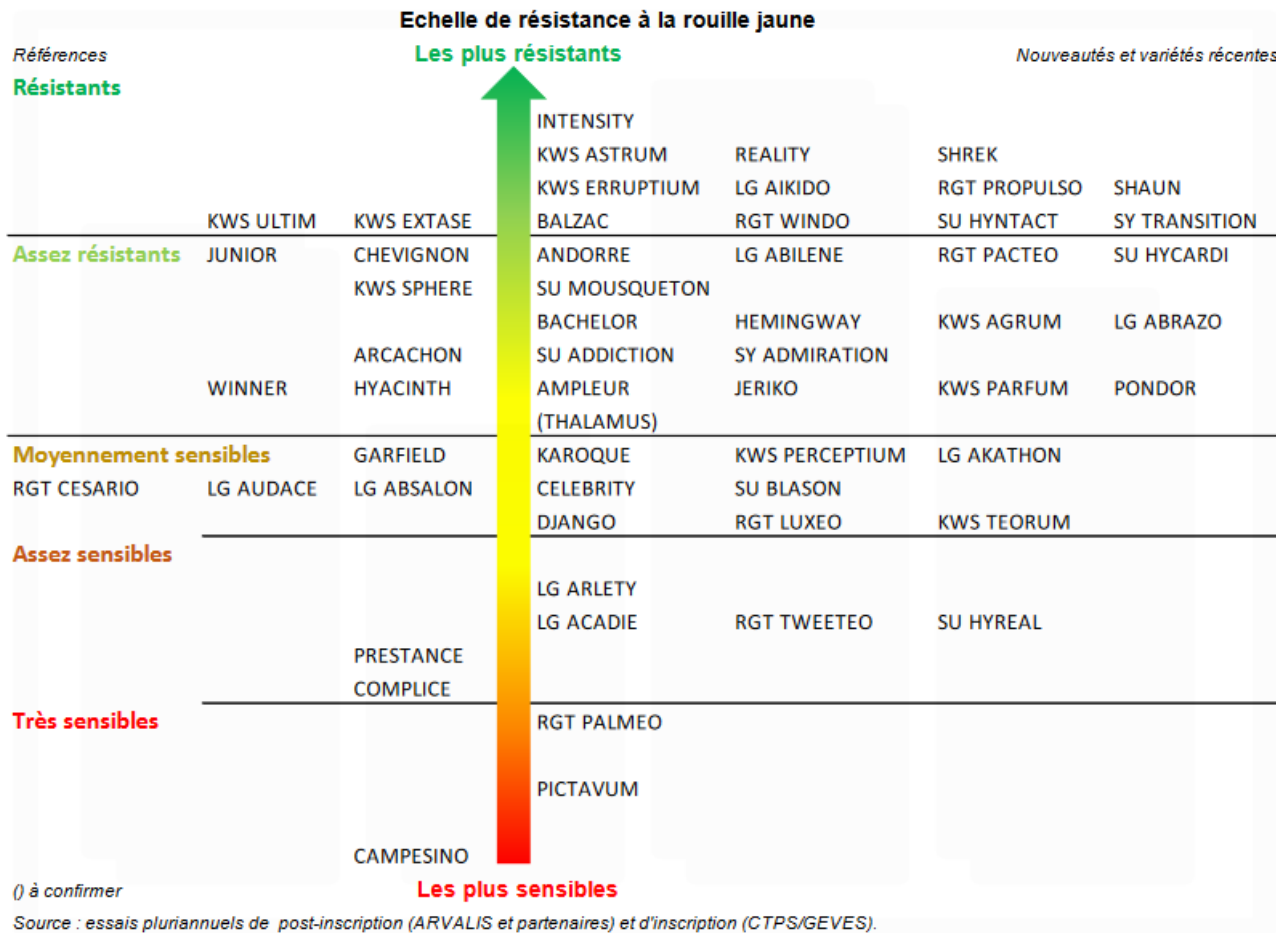 Echelle de résistance à la rouille jaune
Références Les plus résistants Nouveautés et variétés récentes
Résistants
INTENSITY
KWS ASTRUM REALITY SHREK
KWS ERRUPTIUM LG AIKIDO RGT PROPULSO SHAUN
KWS ULTIM KWS EXTASE BALZAC RGT WINDO SU HYNTACT SY TRANSITION
Assez résistants JUNIOR CHEVIGNON ANDORRE LG ABILENE RGT PACTEO SU HYCARDI
KWS SPHERE SU MOUSQUETON
BACHELOR HEMINGWAY KWS AGRUM LG ABRAZO
ARCACHON SU ADDICTION SY ADMIRATION
WINNER HYACINTH AMPLEUR JERIKO KWS PARFUM PONDOR
(THALAMUS)
Moyennement sensibles GARFIELD KAROQUE KWS PERCEPTIUM LG AKATHON
RGT CESARIO LG AUDACE LG ABSALON CELEBRITY SU BLASON
DJANGO RGT LUXEO KWS TEORUM
Assez sensibles
LG ARLETY
LG ACADIE RGT TWEETEO SU HYREAL
PRESTANCE
COMPLICE
Très sensibles RGT PALMEO
PICTAVUM
CAMPESINO
() à confirmer Les plus sensibles
Source : essais pluriannuels de post-inscription (ARVALIS et partenaires) et d'inscription (CTPS/GEVES).